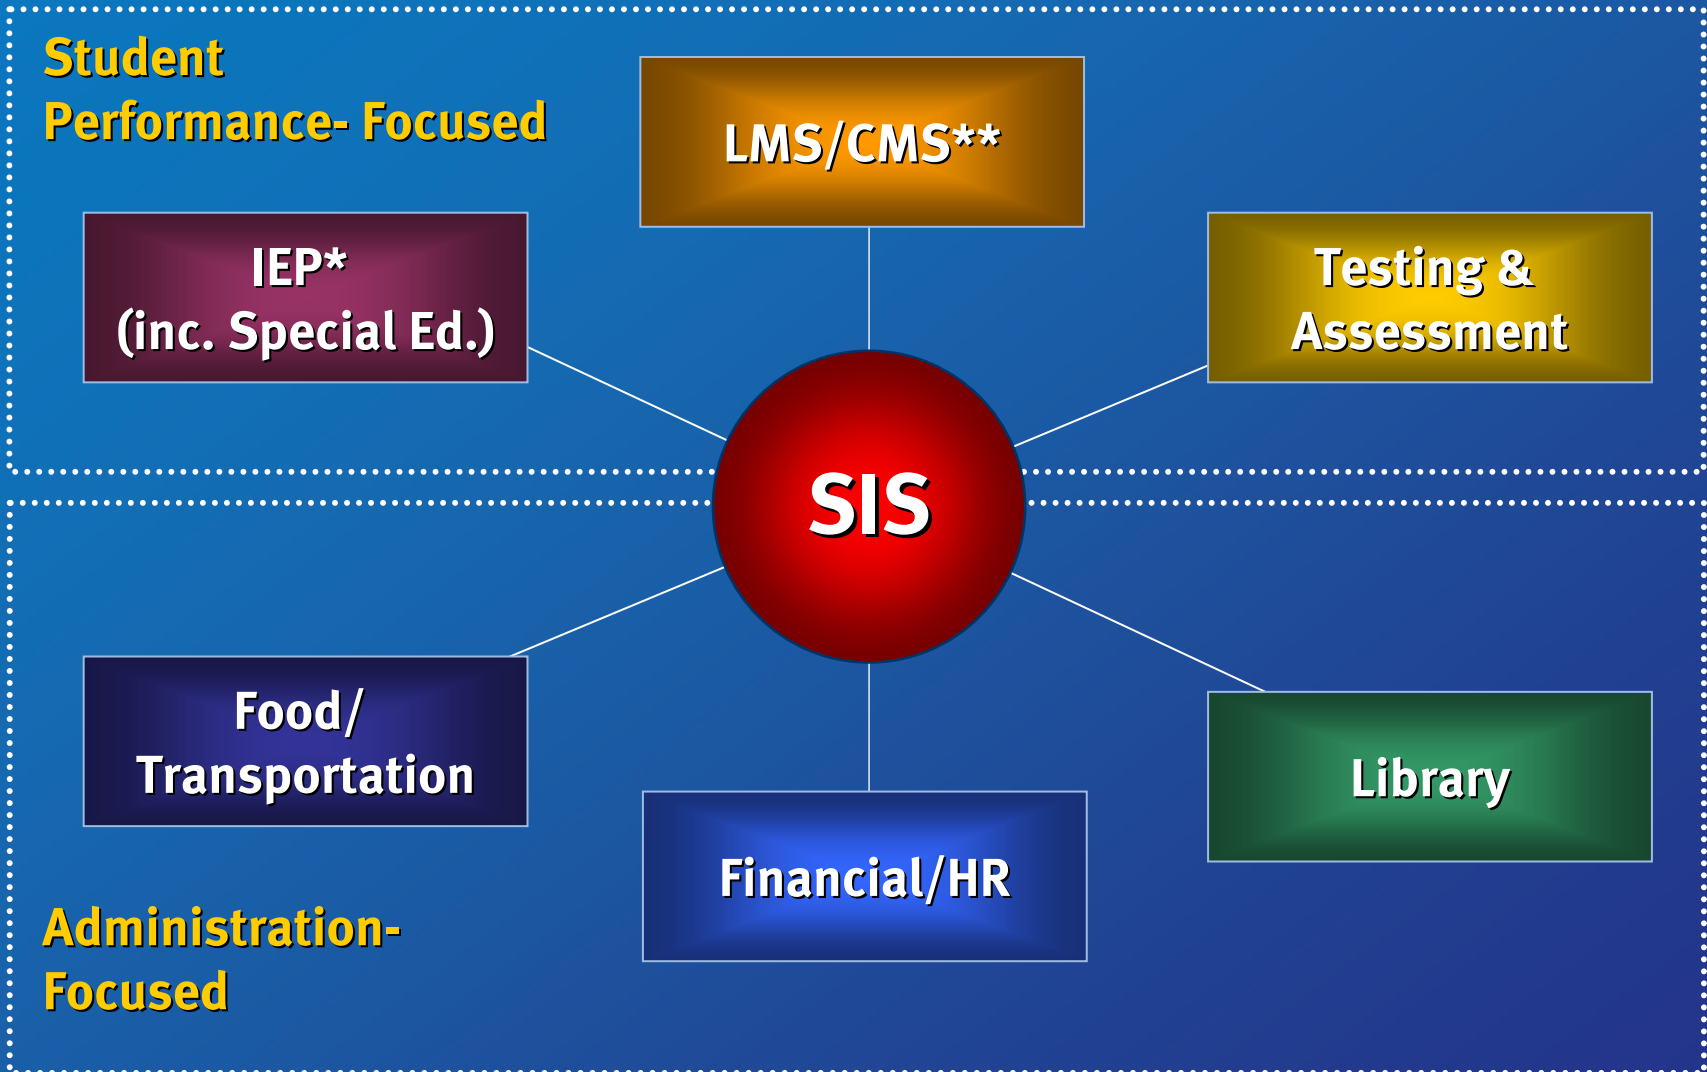 Student
Performance- Focused
LMS/CMS**
IEP*
(inc. Special Ed.)
Testing &
Assessment
SIS
Food/
Transportation
Library
Financial/HR
Administration-
Focused